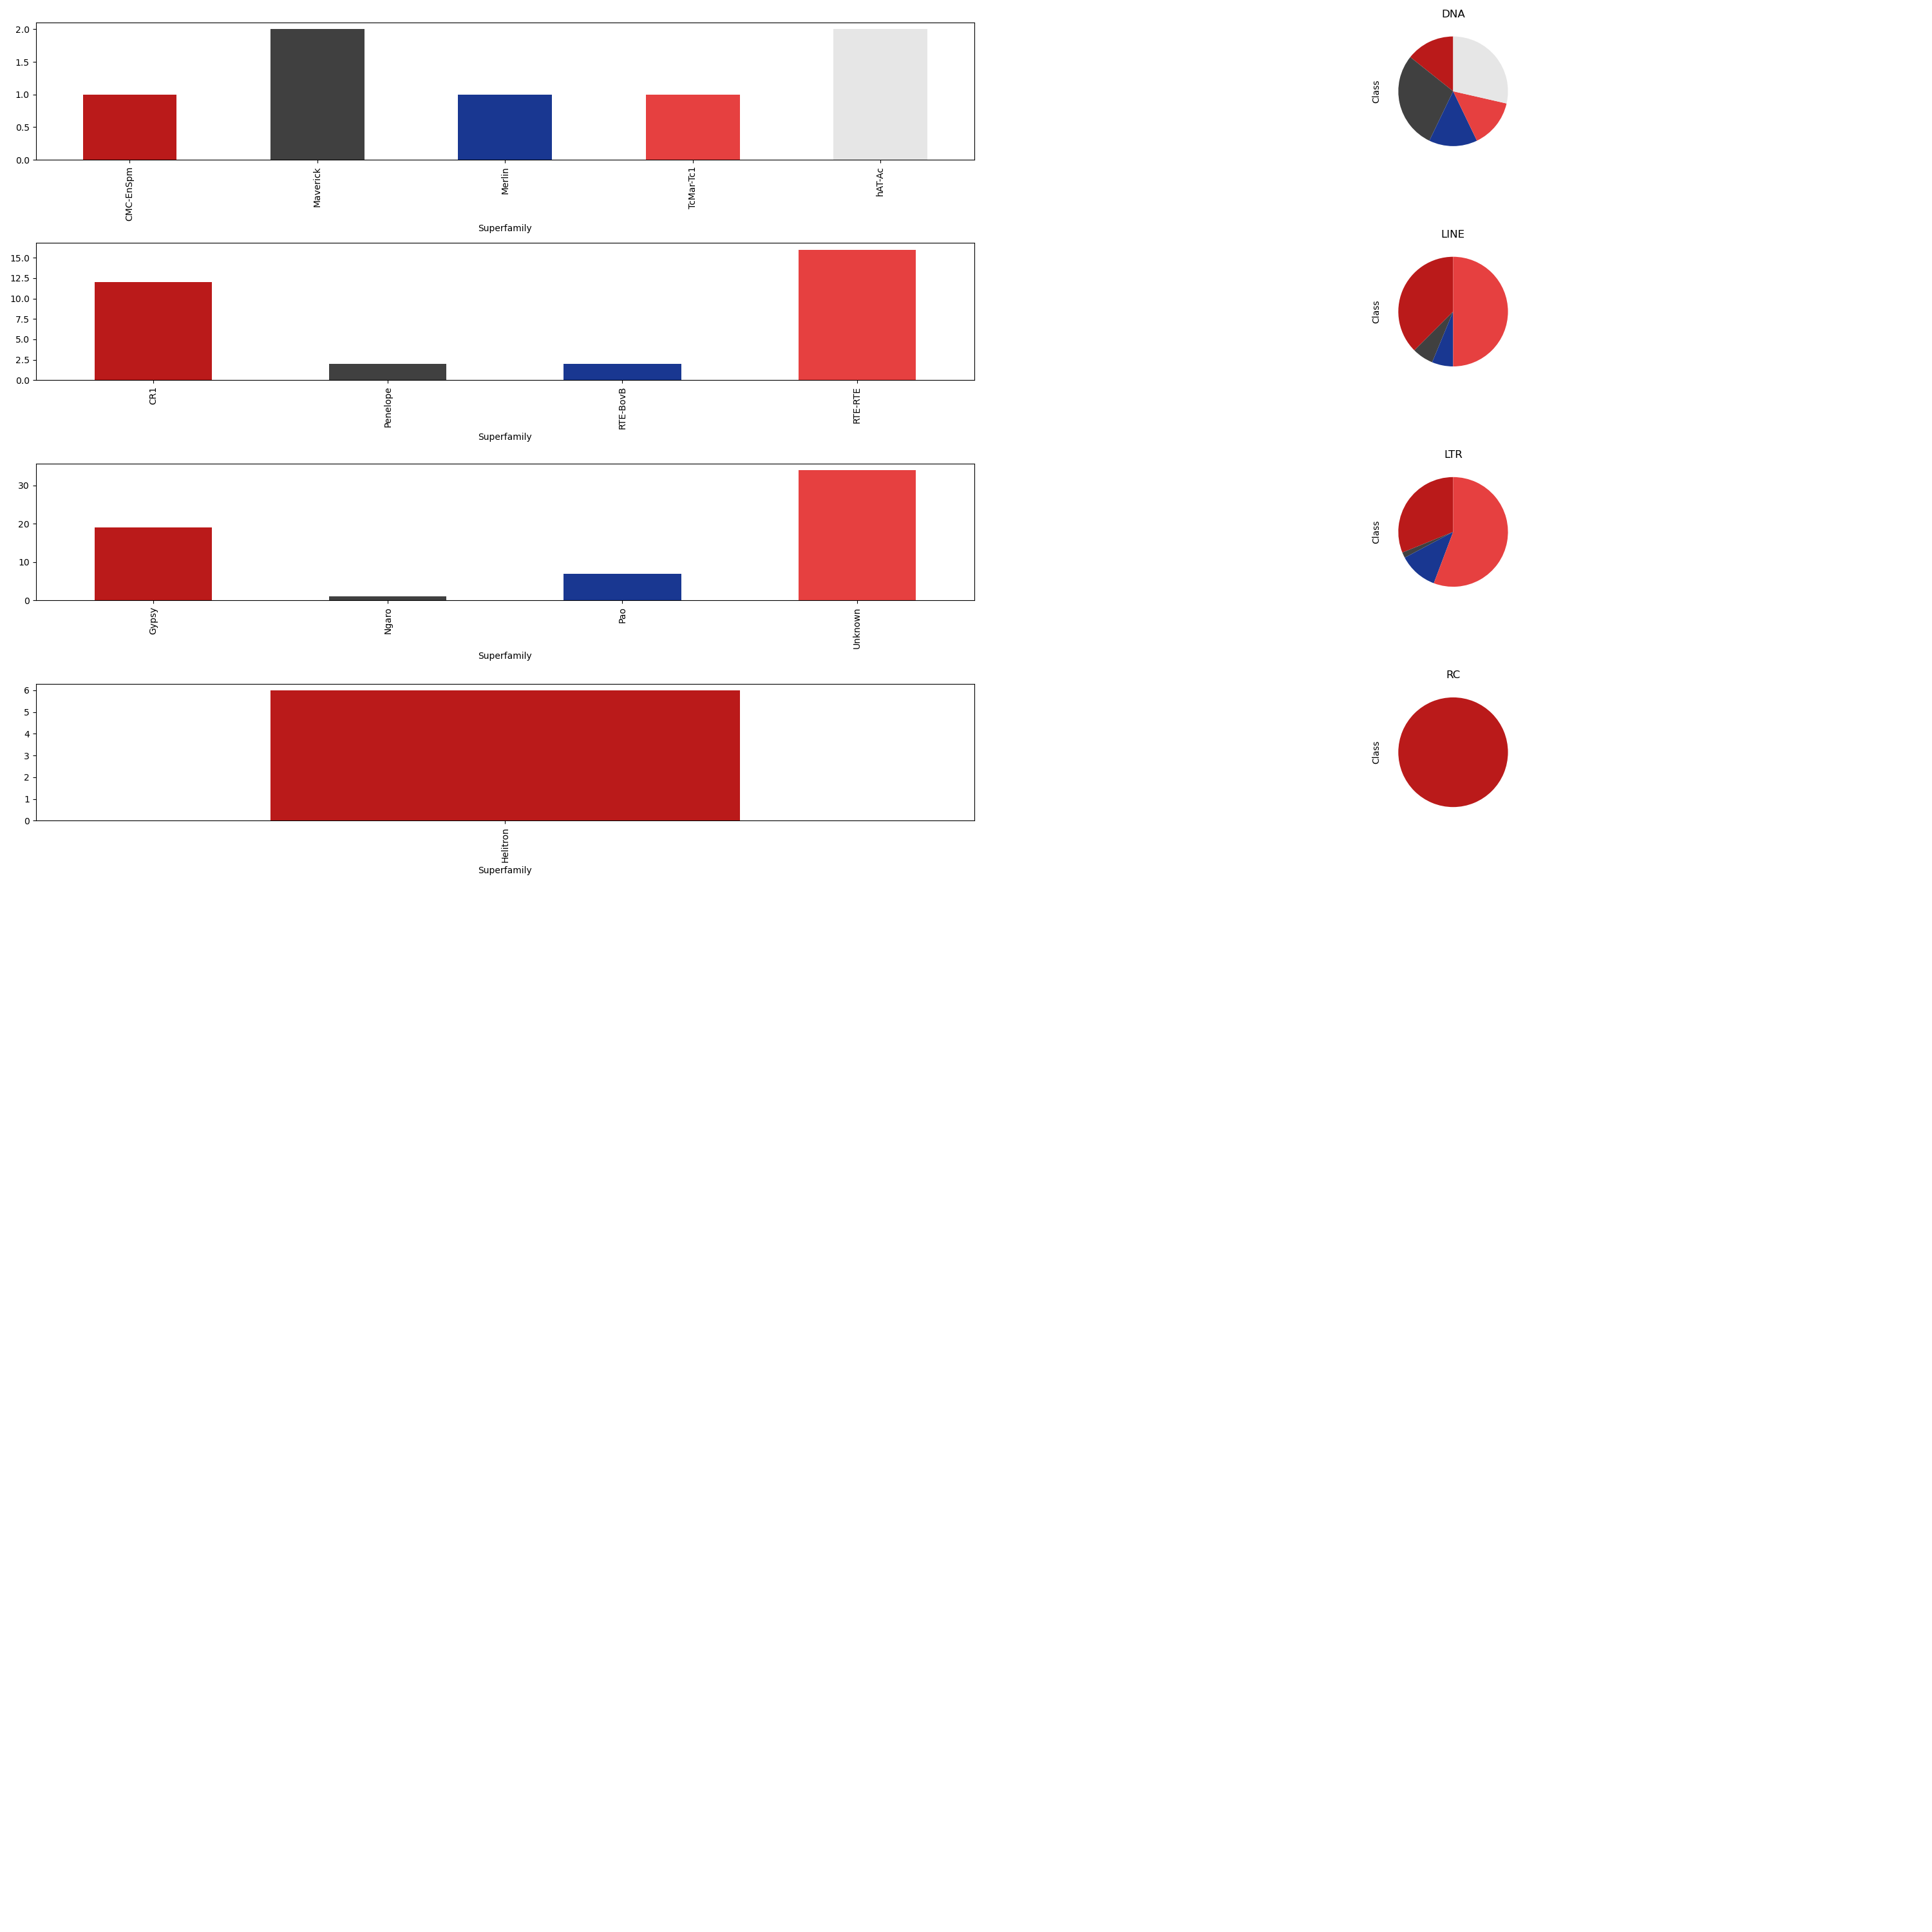 DNA
2.0
1.5
1.0
0.5
0.0
Class
CMC-EnSpm
Maverick
Merlin
TcMar-Tc1
hAT-Ac
Superfamily
LINE
15.0
12.5
10.0
7.5
5.0
2.5
0.0
Class
CR1
Penelope
RTE-BovB
RTE-RTE
Superfamily
LTR
30
20
10
0
Class
Gypsy
Ngaro
Pao
Unknown
Superfamily
RC
6
5
4
3
2
1
0
Class
Helitron
Superfamily